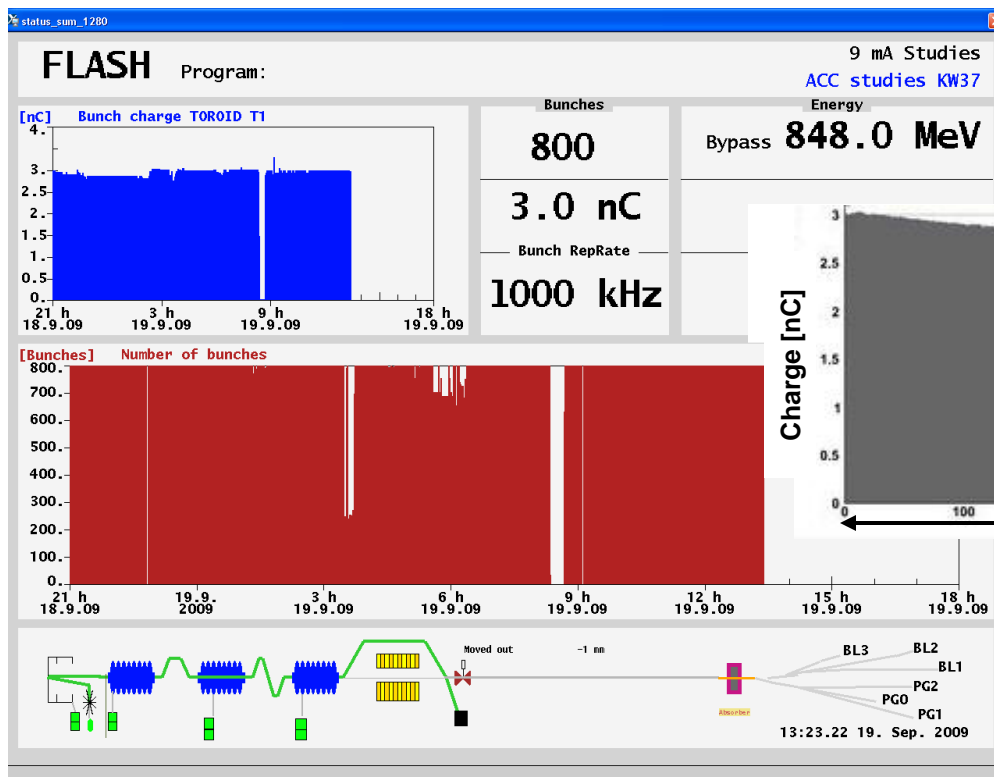 status_sum_1280
FLASH Program:
9 mA Studies
ACC studies KW37
[nC] Bunch charge TOROID T1
4.
3.
2.5
2.
1.5
1.
0.5
0.
21 h 3 h 9 h 18 h
18.9.09 19.9.09 19.9.09 19.9.09
Bunches
800
3.0 nC
Bunch RepRate
1000 kHz
Energy
Bypass 848.0 MeV
Charge [nC]
3
2.5
2
1.5
1
0.5
0
0 100
[Bunches] Number of bunches
800.
700.
600.
500.
400.
300.
200.
100.
0.
21 h 19.9. 3 h 6 h 9 h 12 h 15 h 18 h
18.9.09 2009 19.9.09 19.9.09 19.9.09 19.9.09 19.9.09 19.9.09
Moved out -1 mm
Absorber
BL3
BL2
BL1
PG2
PG0
PG1
13:23.22 19. Sep. 2009